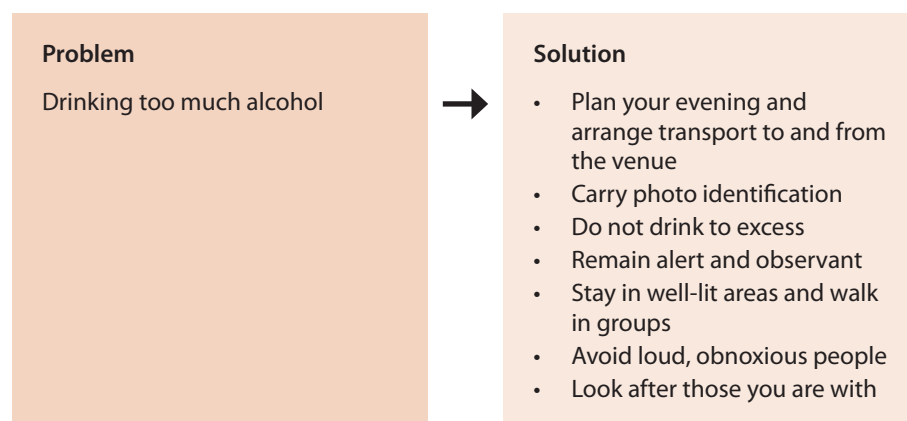 Problem
Drinking too much alcohol
Solution
• Plan your evening and
arrange transport to and from
the venue
• Carry photo identification
• Do not drink to excess
• Remain alert and observant
• Stay in well-lit areas and walk
in groups
• Avoid loud, obnoxious people
• Look after those you are with